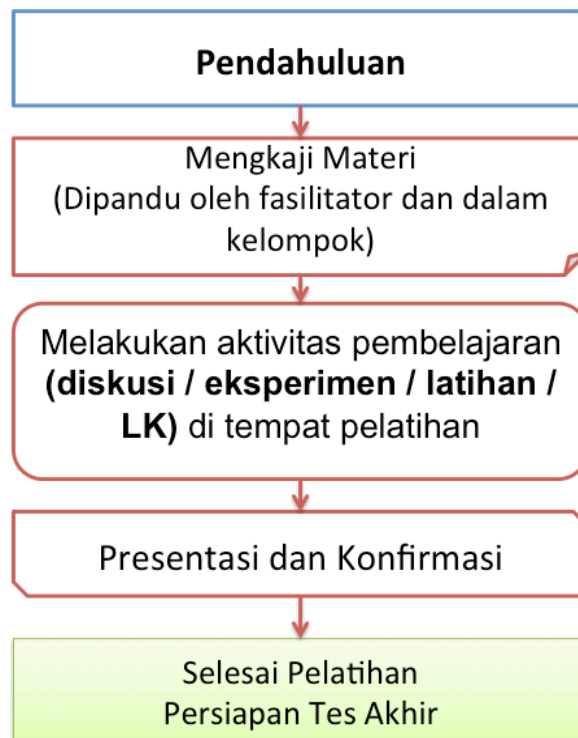 Pendahuluan
Mengkaji Materi
(Dipandu oleh fasilitator dan dalam
kelompok)
Melakukan aktivitas pembelajaran
(diskusi / eksperimen / latihan /
LK) di tempat pelatihan
Presentasi dan Konfirmasi
Selesai Pelatihan
Persiapan Tes Akhir